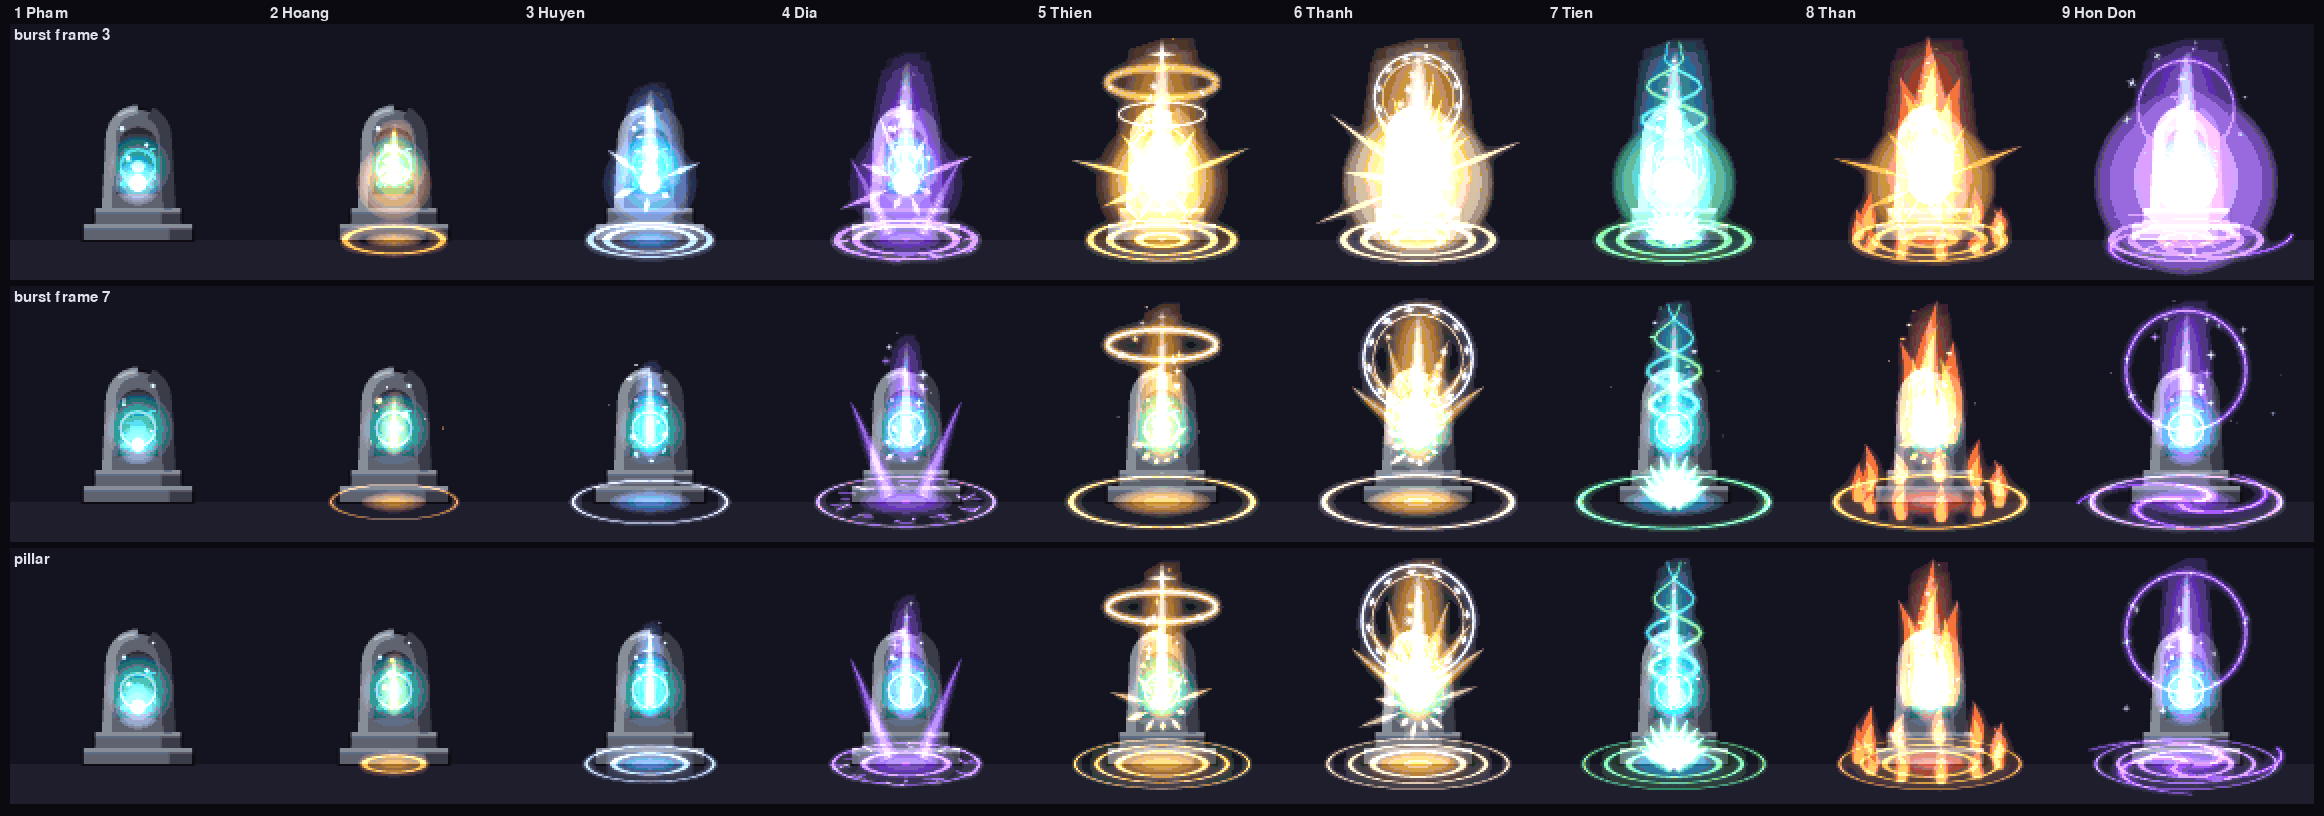 1 Pham 2 Hoang 3 Huyen 4 Dia 5 Thien 6 Thanh 7 Tien 8 Than 9 Hon Don
burst frame 3
burst frame 7
pillar